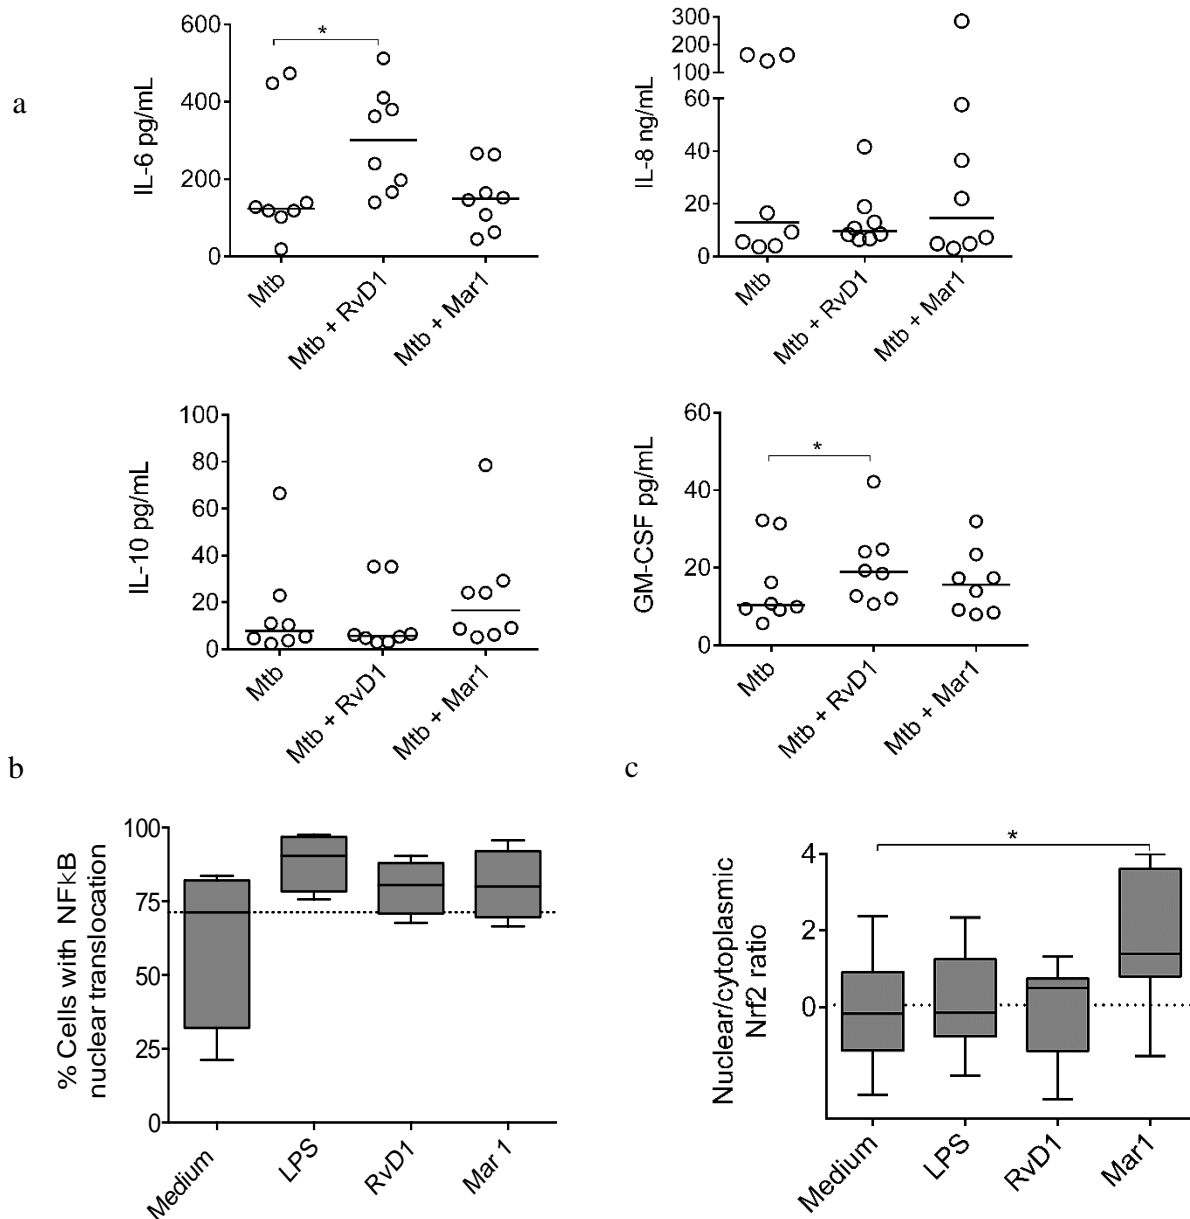 a
IL-6 pg/mL
600
400
200
0
*
Mtb
Mtb + RvD1
Mtb + Mar1
IL-8 ng/mL
300
200
100
60
40
20
0
Mtb
Mtb + RvD1
Mtb + Mar1
IL-10 pg/mL
100
80
60
40
20
0
Mtb
Mtb + RvD1
Mtb + Mar1
GM-CSF pg/mL
60
40
20
0
*
Mtb
Mtb + RvD1
Mtb + Mar1
b
% Cells with NFκB
nuclear translocation
100
75
50
25
0
Medium
LPS
RvD1
Mar 1
c
Nuclear/cytoplasmic
Nrf2 ratio
4
2
0
*
Medium
LPS
RvD1
Mar1